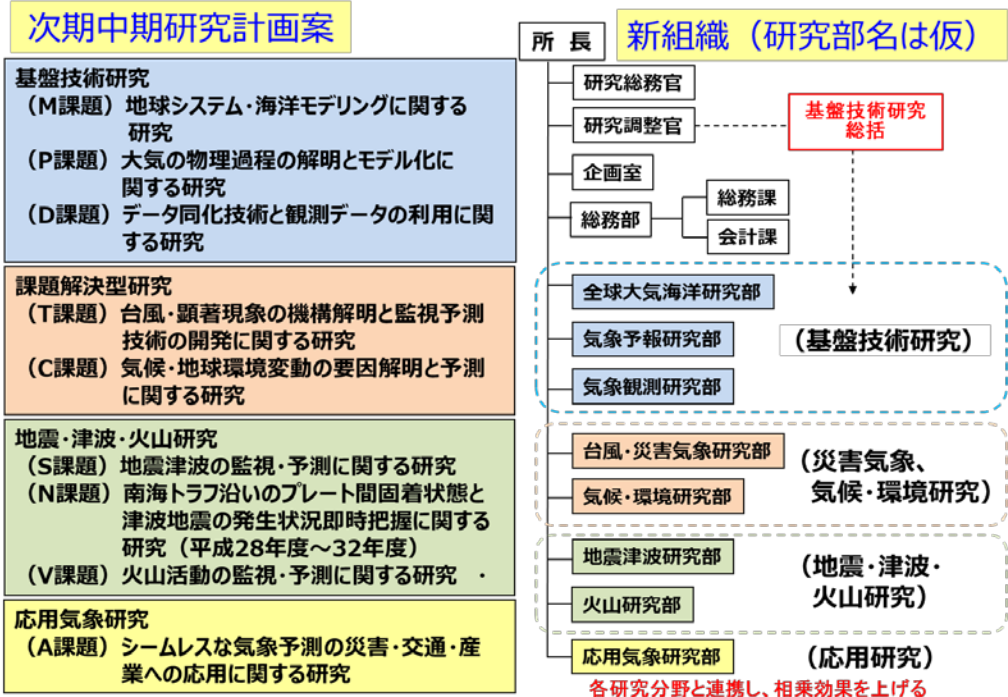 次期中期研究計画案
基盤技術研究
（M課題）地球システム・海洋モデリングに関する
研究
（P課題）大気の物理過程の解明とモデル化に
関する研究
（D課題）データ同化技術と観測データの利用に関
する研究
課題解決型研究
（T課題）台風・顕著現象の機構解明と監視予測
技術の開発に関する研究
（C課題）気候・地球環境変動の要因解明と予測
に関する研究
地震・津波・火山研究
（S課題）地震津波の監視・予測に関する研究
（N課題）南海トラフ沿いのプレート間固着状態と
津波地震の発生状況即時把握に関する
研究（平成28年度～32年度）
（V課題）火山活動の監視・予測に関する研究　・
応用気象研究
（A課題）シームレスな気象予測の災害・交通・産
業への応用に関する研究
所 長
新組織（研究部名は仮）
研究総務官
研究調整官
基盤技術研究
総括
企画室
総務部
総務課
会計課
全球大気海洋研究部
気象予報研究部
（基盤技術研究）
気象観測研究部
台風・災害気象研究部
気候・環境研究部
（災害気象、
気候・環境研究）
地震津波研究部
火山研究部
（地震・津波・
火山研究）
応用気象研究部
（応用研究）
各研究分野と連携し、相乗効果を上げる